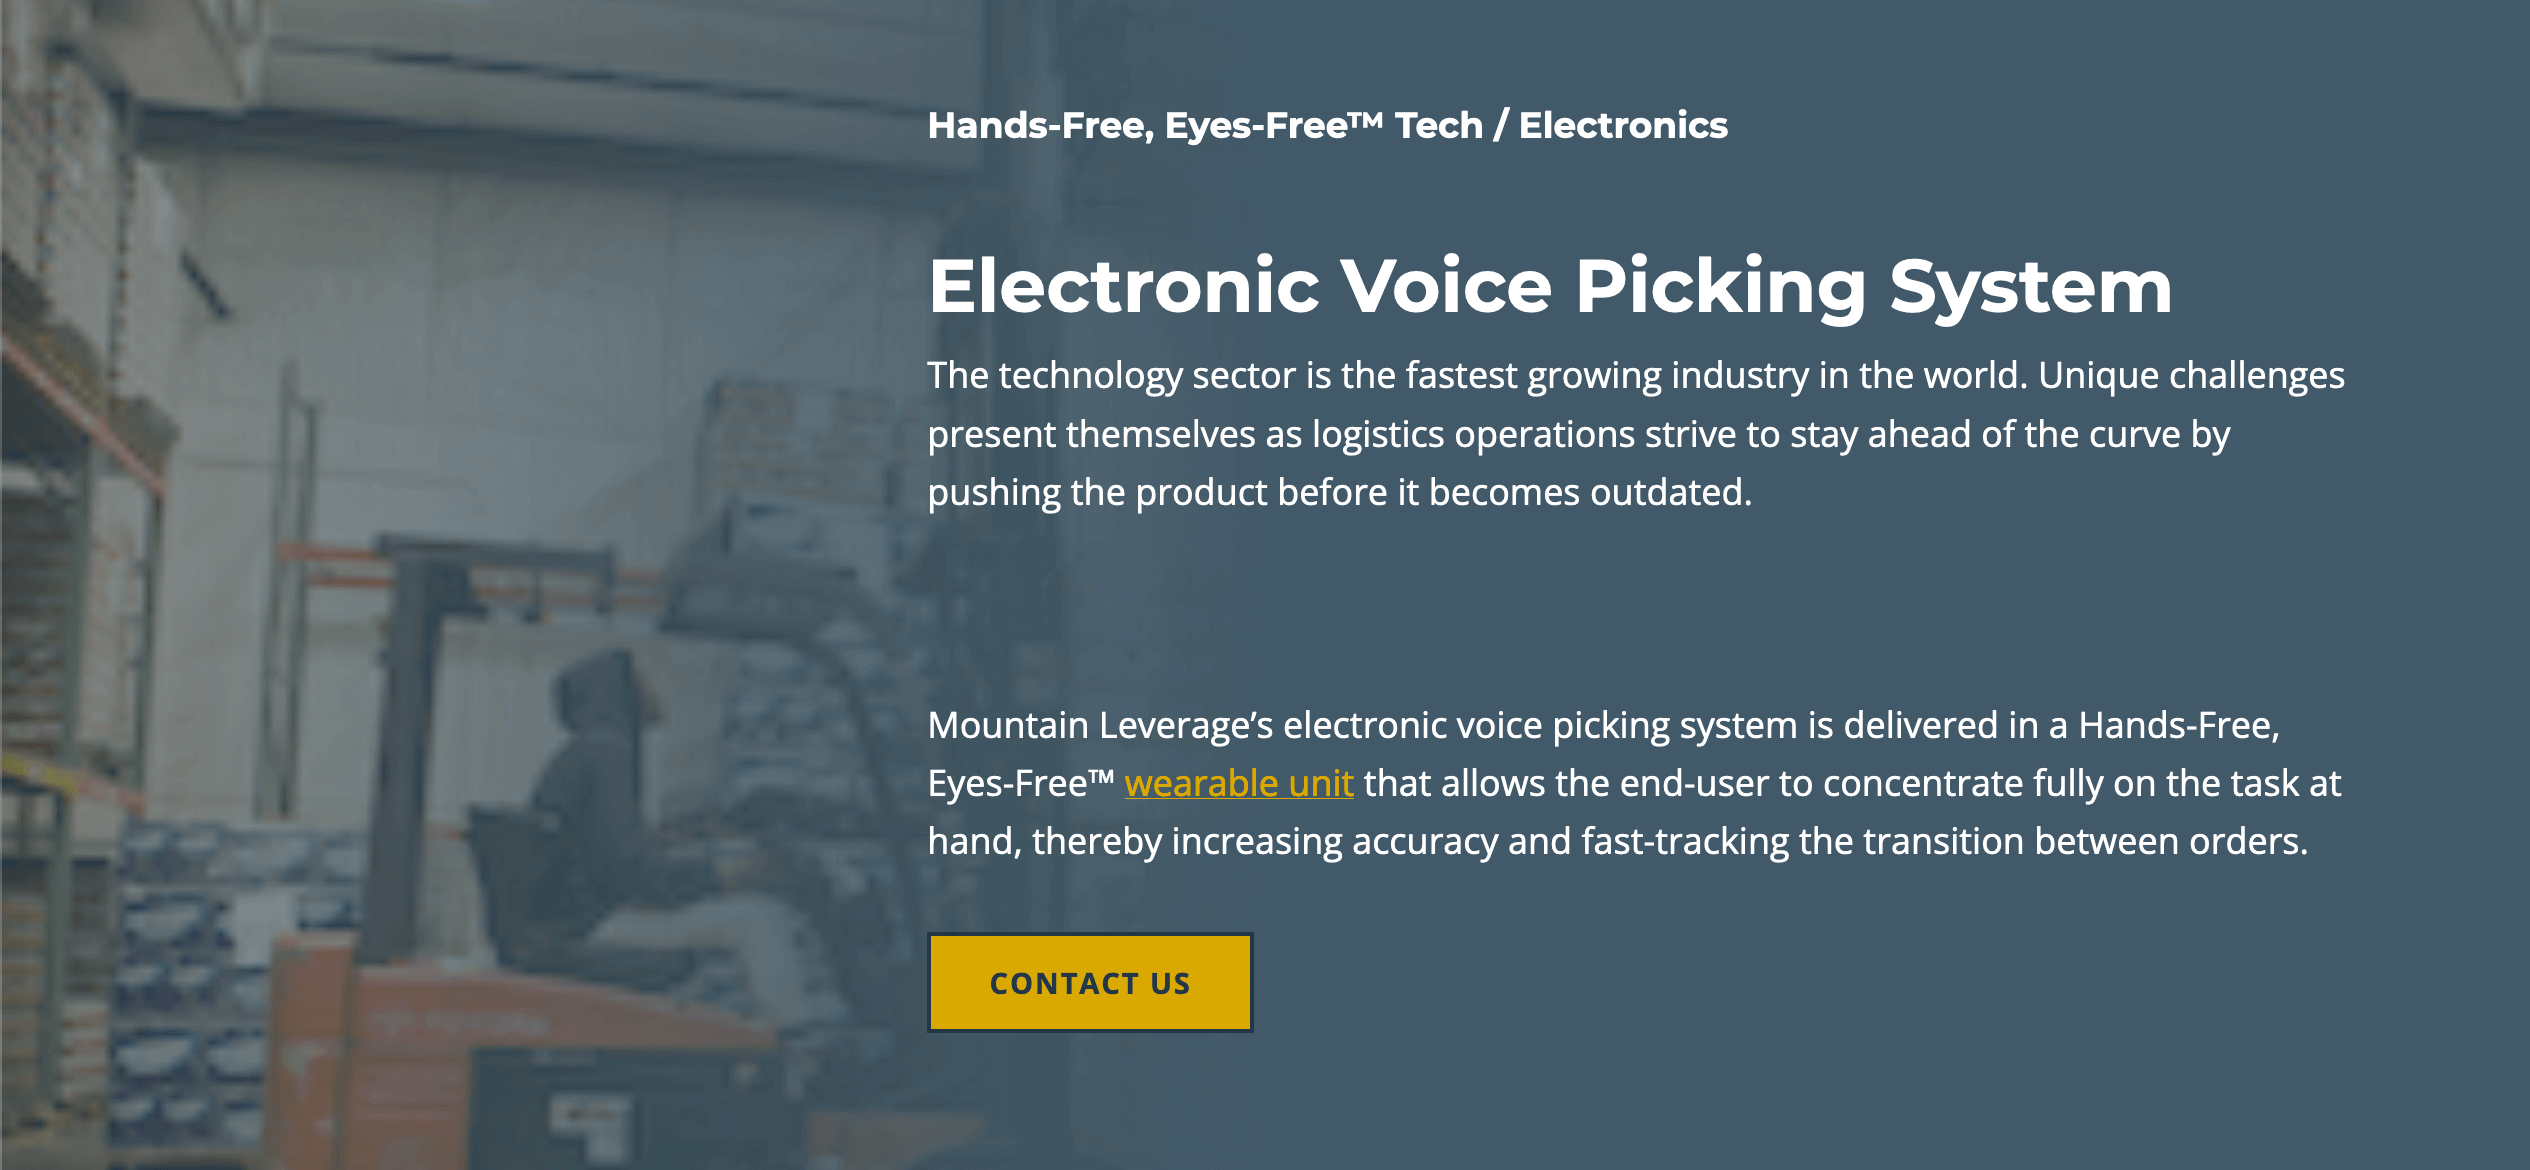 Hands-Free, Eyes-Free™ Tech / Electronics
Electronic Voice Picking System
The technology sector is the fastest growing industry in the world. Unique challenges
present themselves as logistics operations strive to stay ahead of the curve by
pushing the product before it becomes outdated.
Mountain Leverage’s electronic voice picking system is delivered in a Hands-Free,
Eyes-Free™ wearable unit that allows the end-user to concentrate fully on the task at
hand, thereby increasing accuracy and fast-tracking the transition between orders.
CONTACT US